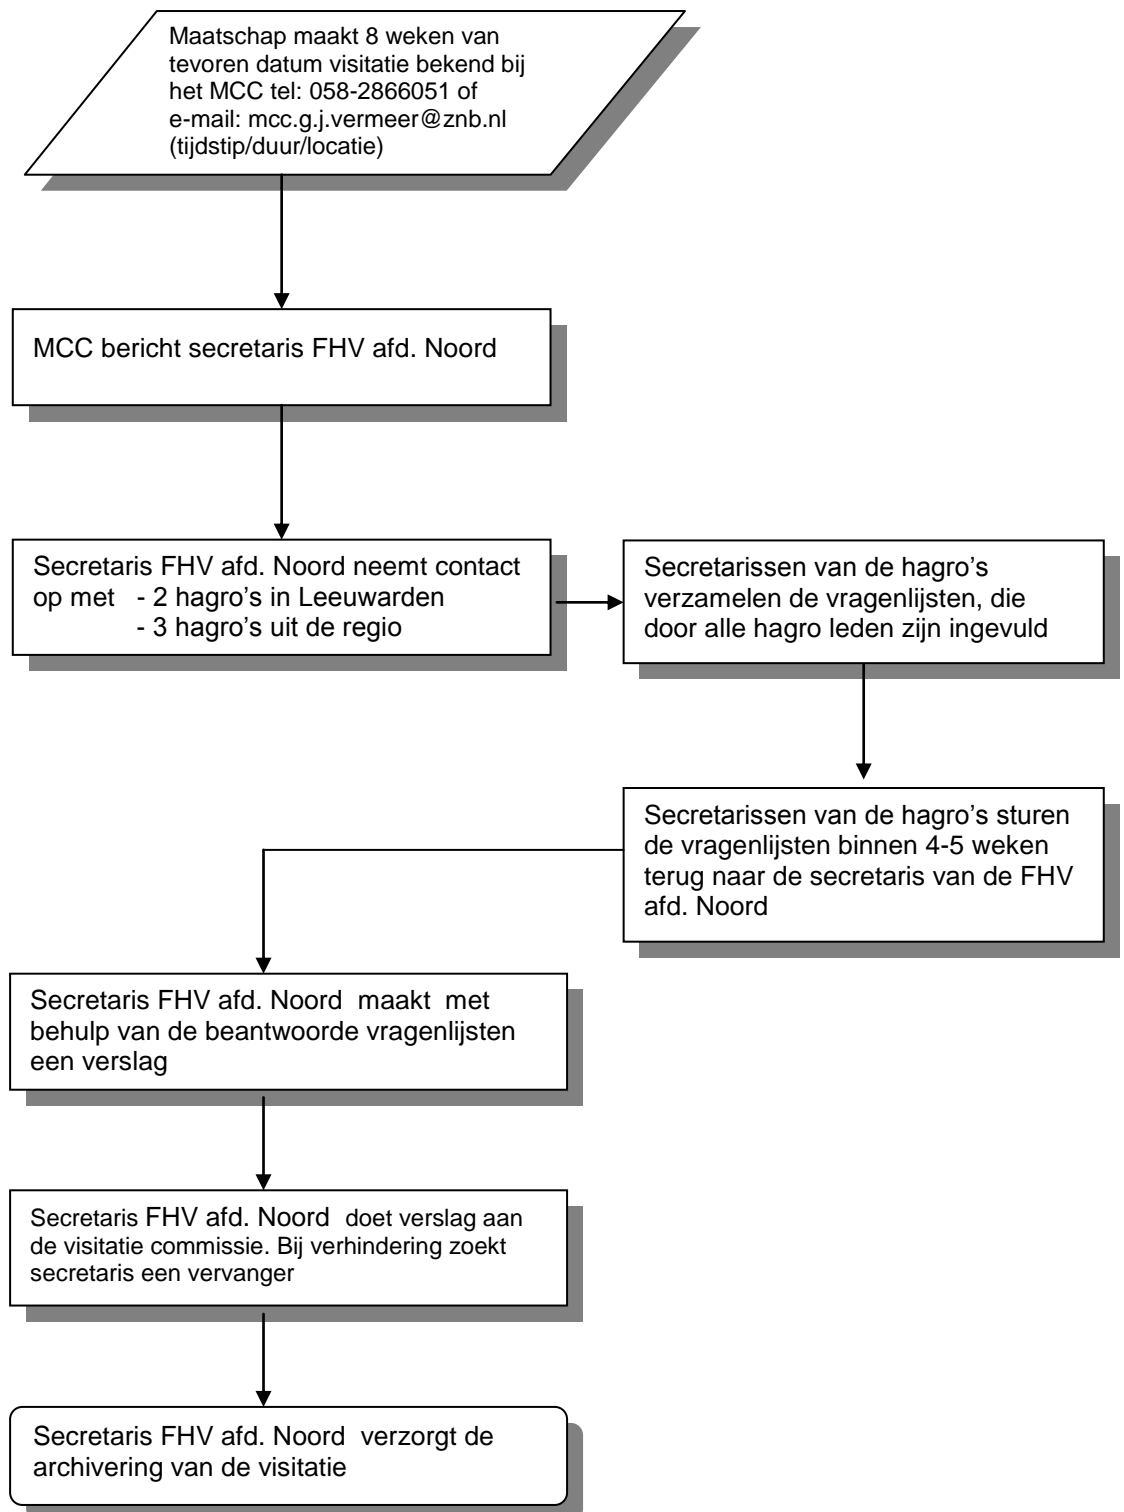 Maatschap maakt 8 weken van
tevoren datum visitatie bekend bij
het MCC tel: 058-2866051 of
e-mail: mcc.g.j.vermeer@znb.nl
(tijdstip/duur/locatie)
MCC bericht secretaris FHV afd. Noord
Secretaris FHV afd. Noord neemt contact
op met - 2 hagro's in Leeuwarden
- 3 hagro's uit de regio
Secretarissen van de hagro's
verzamelen de vragenlijsten, die
door alle hagro leden zijn ingevuld
Secretarissen van de hagro's sturen
de vragenlijsten binnen 4-5 weken
terug naar de secretaris van de FHV
afd. Noord
Secretaris FHV afd. Noord maakt met
behulp van de beantwoorde vragenlijsten
een verslag
Secretaris FHV afd. Noord doet verslag aan
de visitatie commissie. Bij verhindering zoekt
secretaris een vervanger
Secretaris FHV afd. Noord verzorgt de
archivering van de visitatie